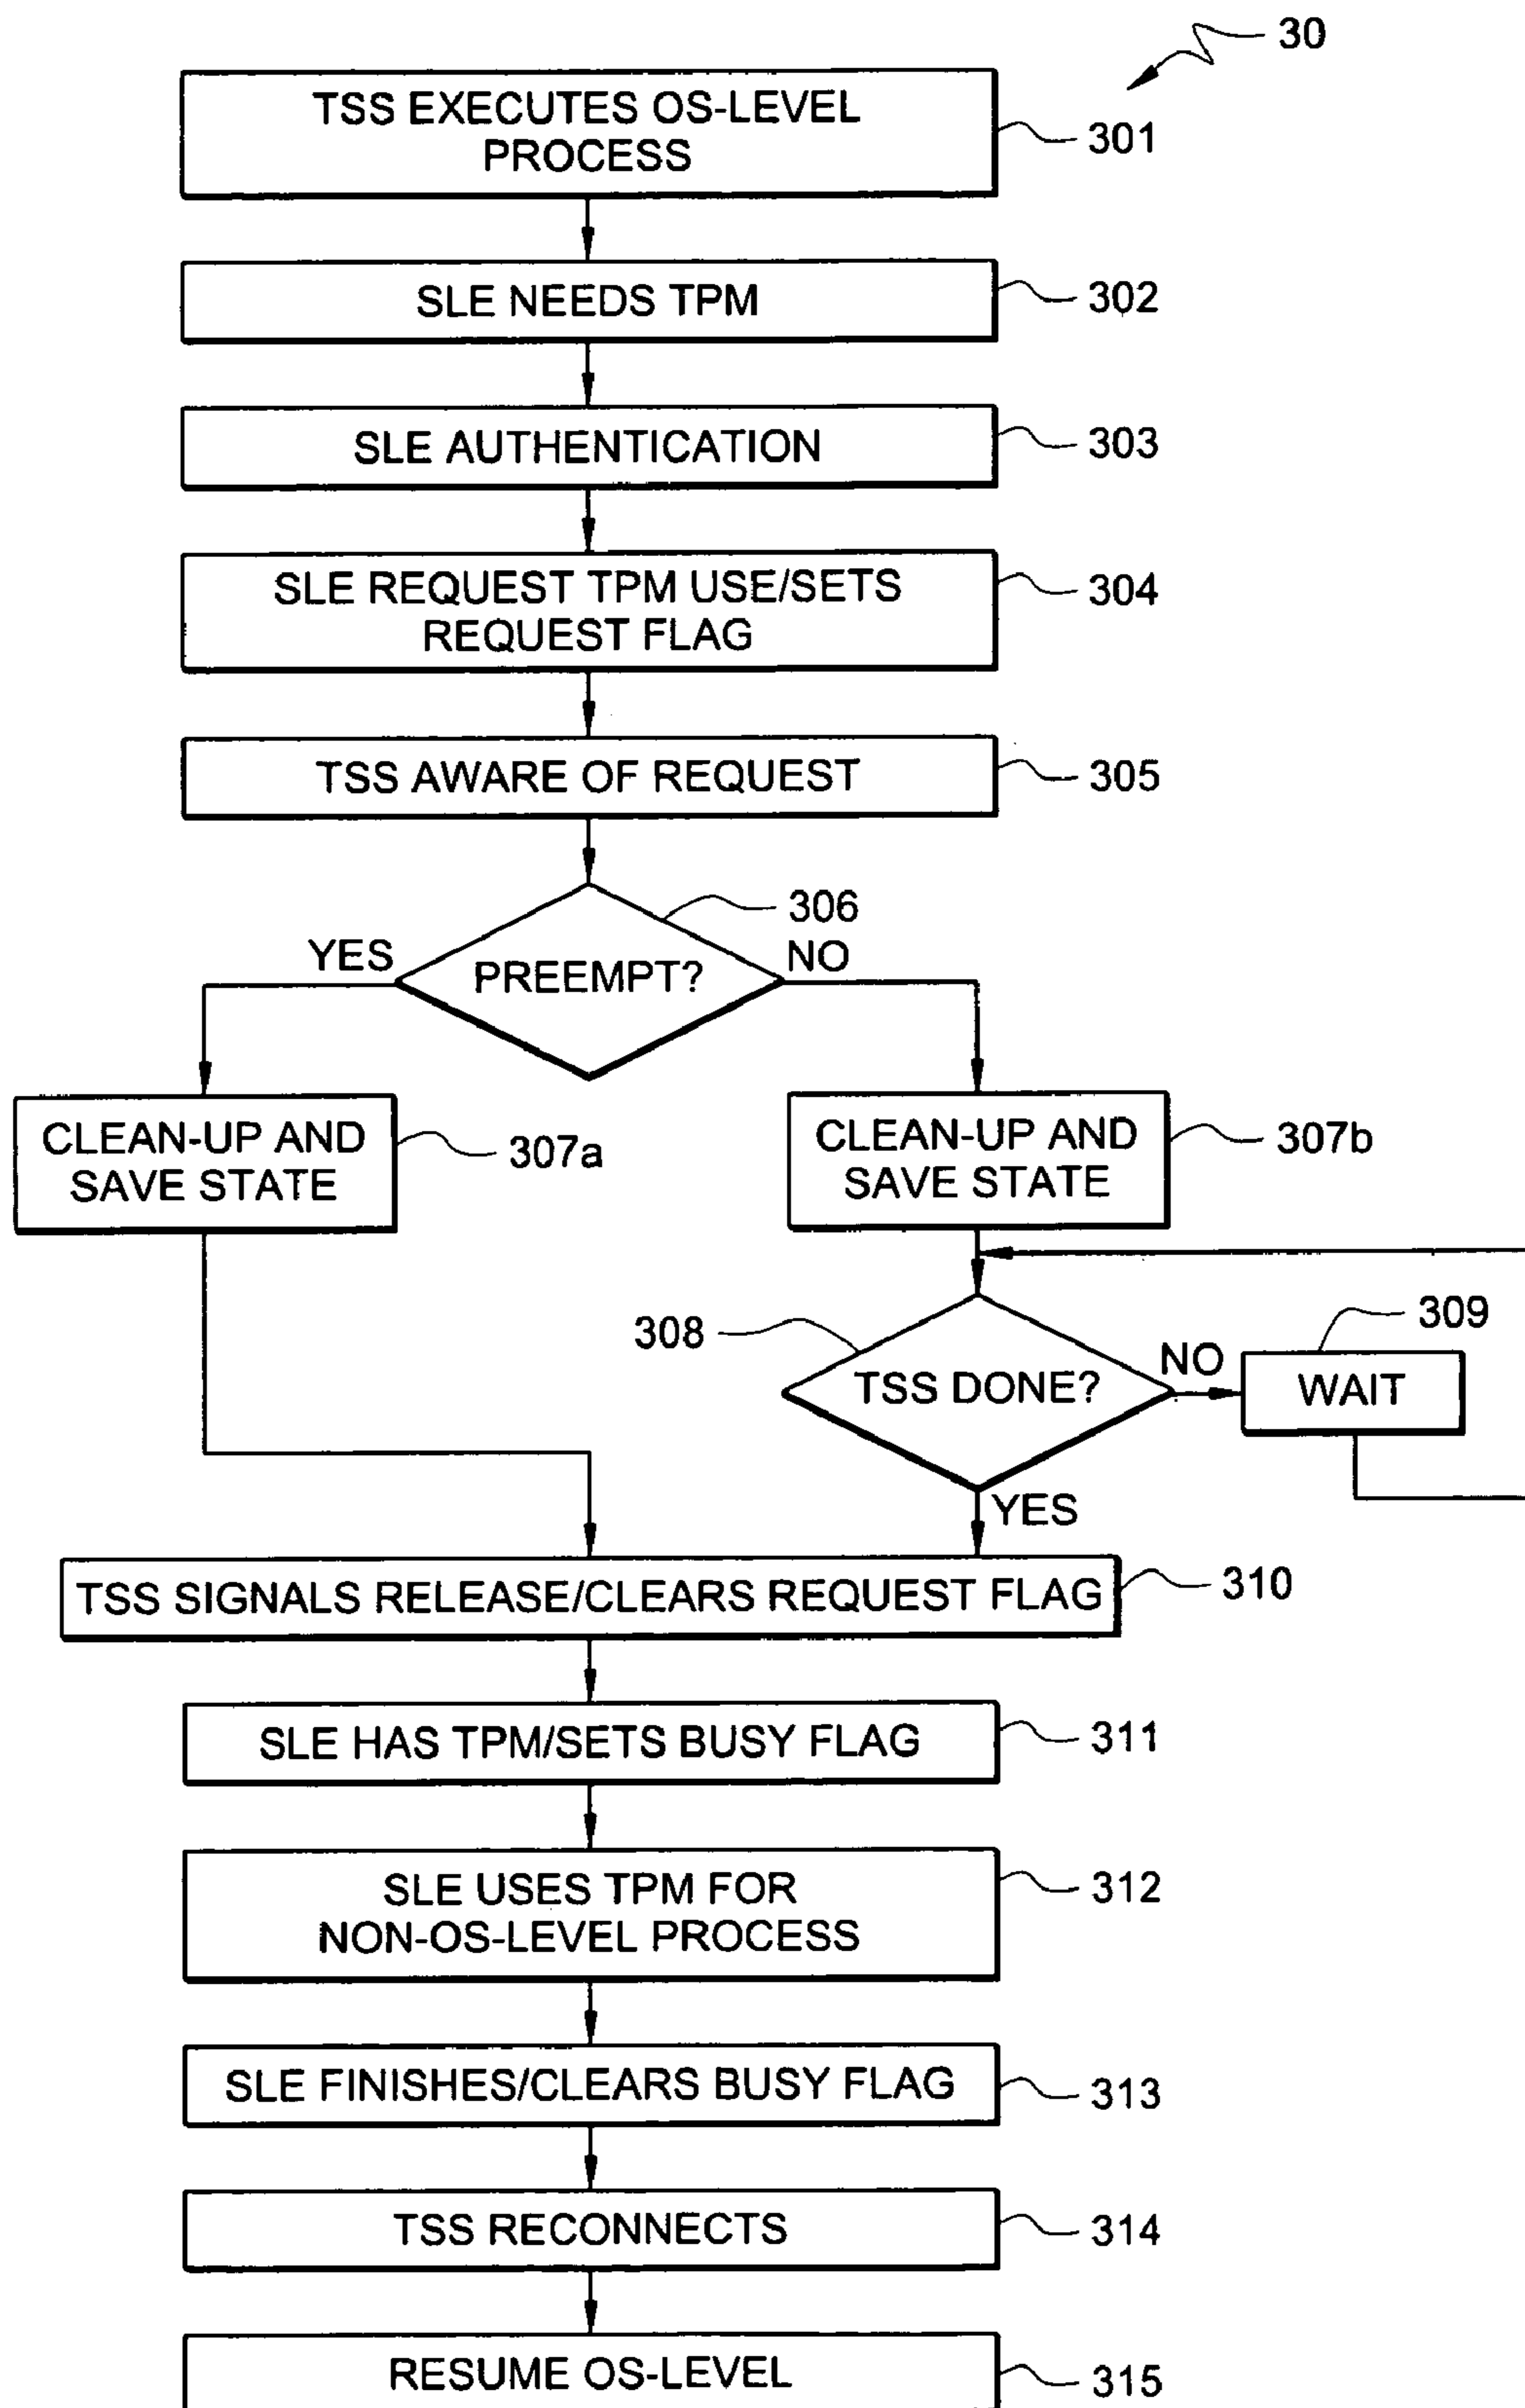 30
TSS EXECUTES OS-LEVEL
PROCESS
301
SLE NEEDS TPM
302
SLE AUTHENTICATION
303
SLE REQUEST TPM USE/SETS
REQUEST FLAG
304
TSS AWARE OF REQUEST
305
306
YES
PREEMPT?
NO
CLEAN-UP AND
SAVE STATE
307a
CLEAN-UP AND
SAVE STATE
307b
308
TSS DONE?
NO
309
WAIT
YES
TSS SIGNALS RELEASE/CLEARS REQUEST FLAG
310
SLE HAS TPM/SETS BUSY FLAG
311
SLE USES TPM FOR
NON-OS-LEVEL PROCESS
312
SLE FINISHES/CLEARS BUSY FLAG
313
TSS RECONNECTS
314
RESUME OS-LEVEL
315